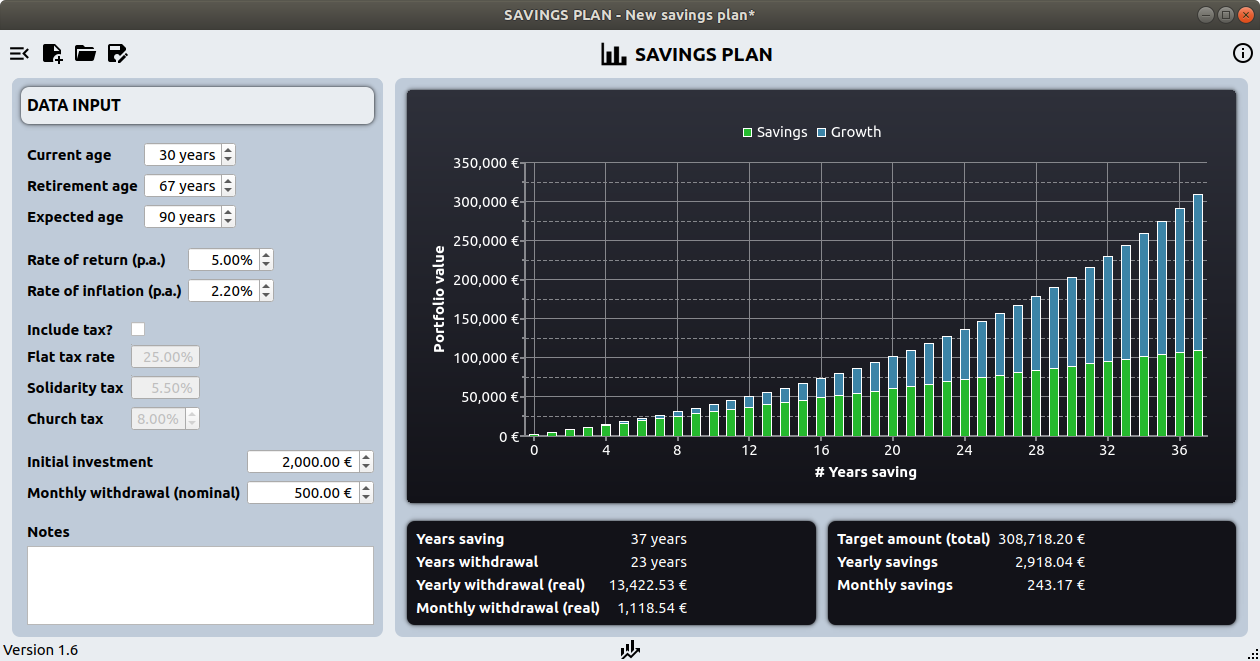 SAVINGS PLAN - New savings plan*
SAVINGS PLAN
DATA INPUT
Current age 30 years
Retirement age 67 years
Expected age 90 years
Rate of return (p.a.) 5.00%
Rate of inflation (p.a.) 2.20%
Include tax?
Flat tax rate 25.00%
Solidarity tax 5.50%
Church tax 8.00%
Initial investment 2,000.00 €
Monthly withdrawal (nominal) 500.00 €
Notes
Savings Growth
350,000 €
300,000 €
250,000 €
200,000 €
150,000 €
100,000 €
50,000 €
0 €
Portfolio value
0 4 8 12 16 20 24 28 32 36
# Years saving
Years saving 37 years
Years withdrawal 23 years
Yearly withdrawal (real) 13,422.53 €
Monthly withdrawal (real) 1,118.54 €
Target amount (total) 308,718.20 €
Yearly savings 2,918.04 €
Monthly savings 243.17 €
Version 1.6